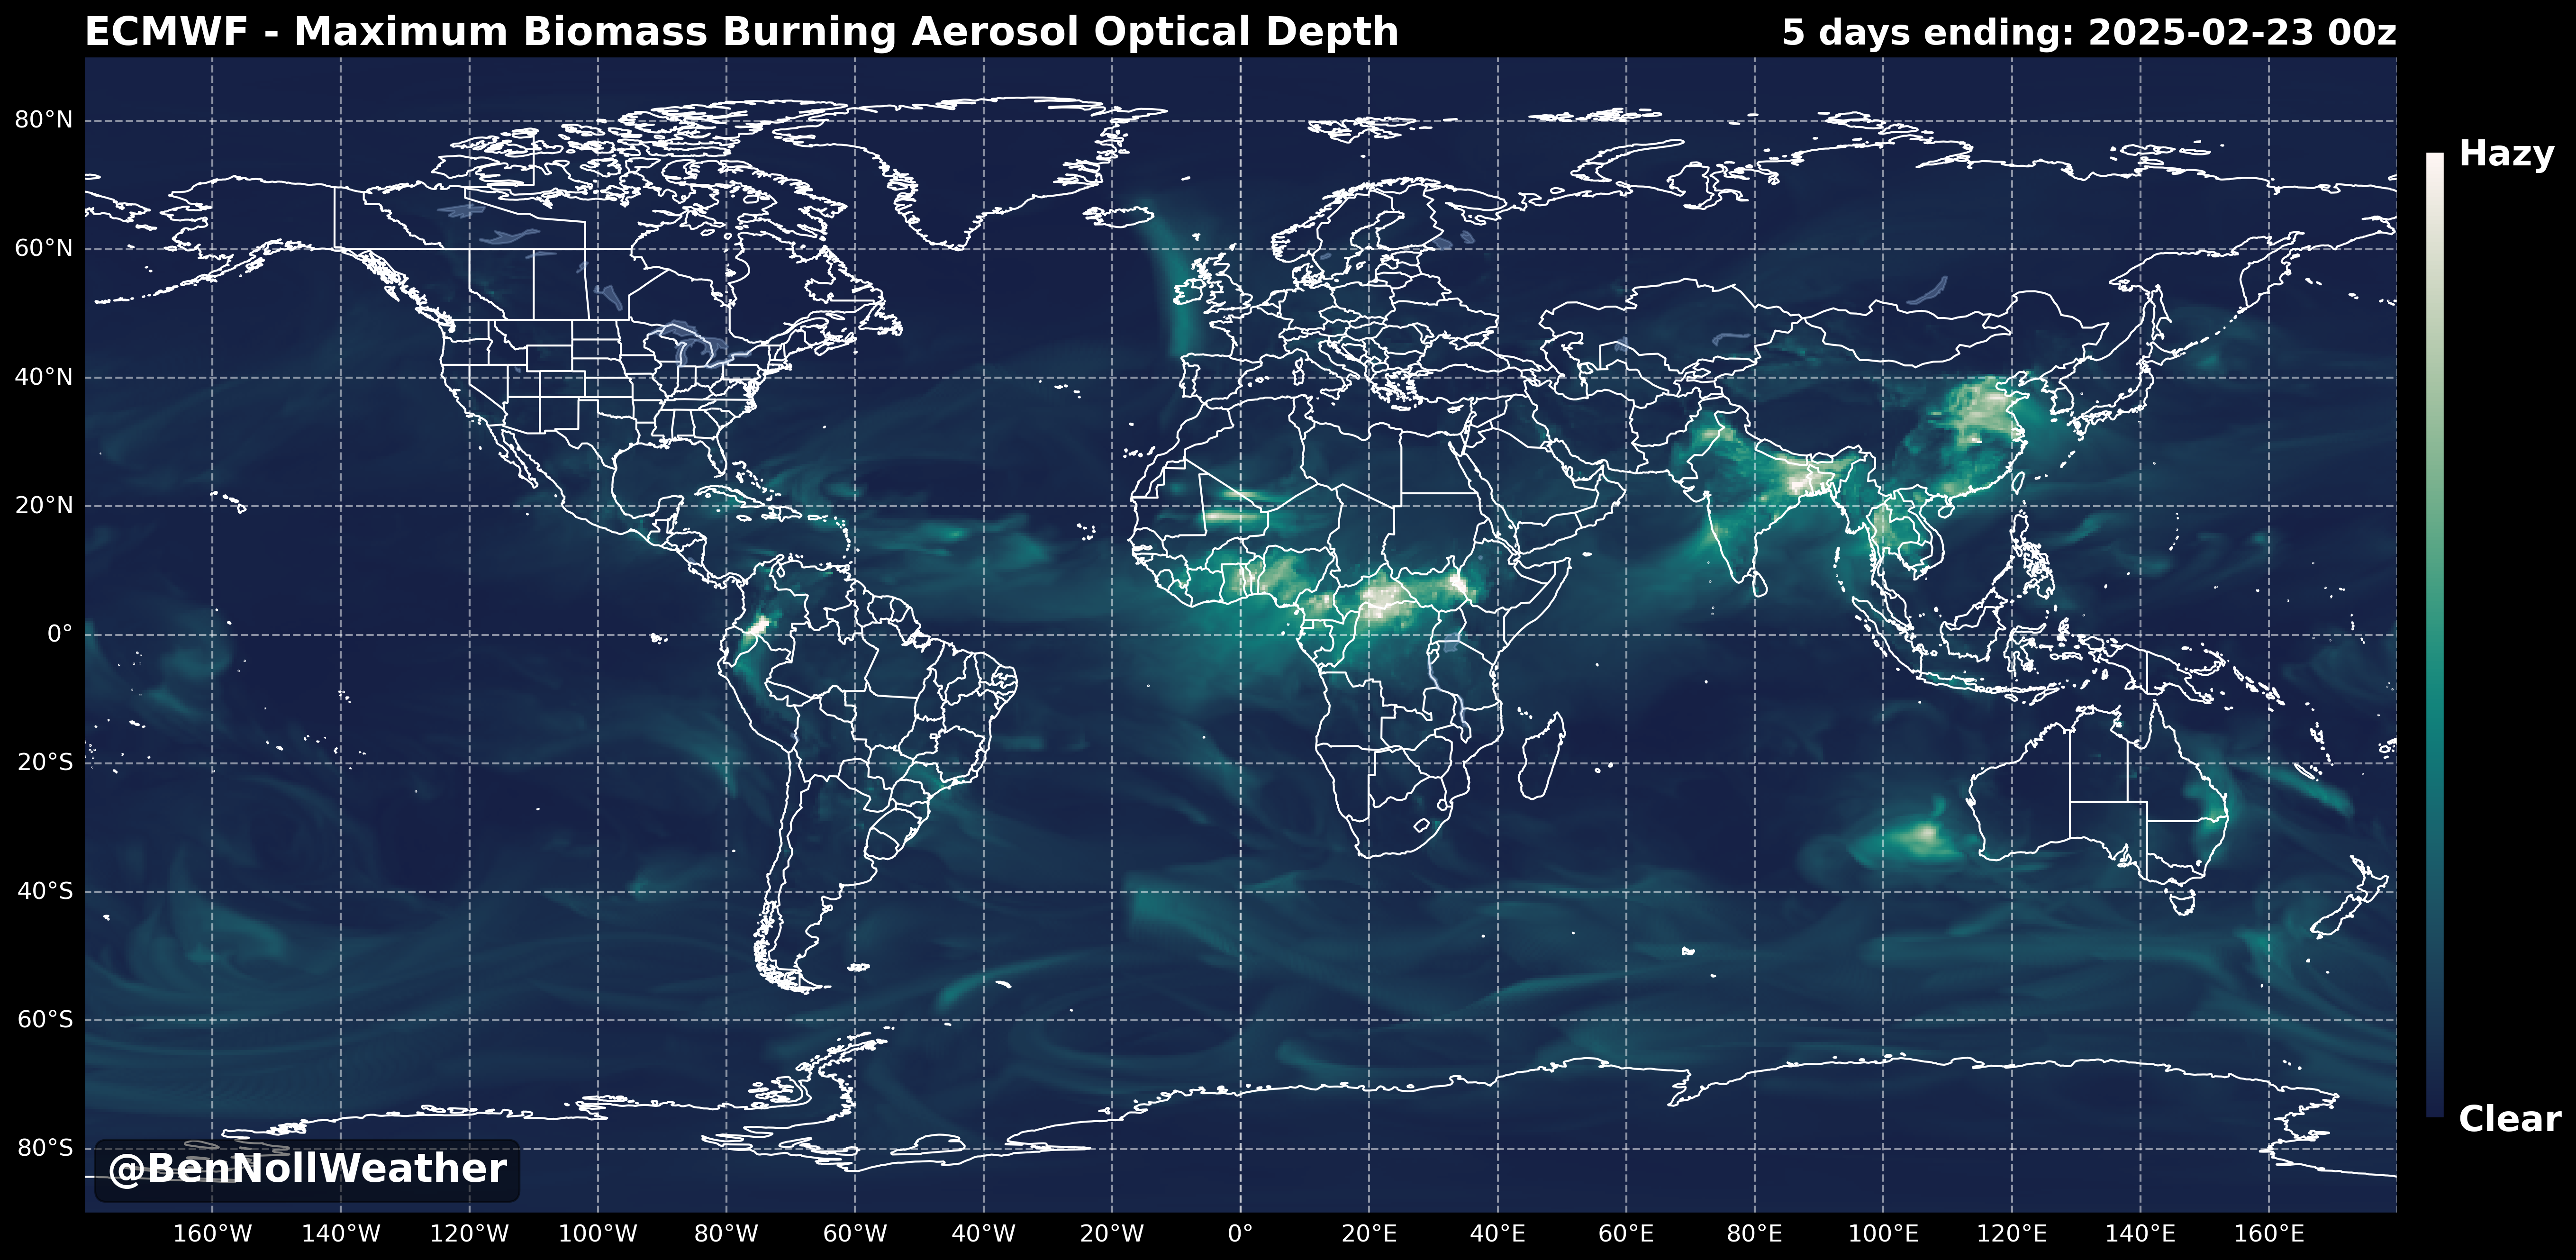 ECMWF - Maximum Biomass Burning Aerosol Optical Depth
5 days ending: 2025-02-23 00z
80°N
60°N
40°N
20°N
0°
20°S
40°S
60°S
80°S
Hazy
Clear
@BenNollWeather
160°W 140°W 120°W 100°W 80°W 60°W 40°W 20°W 0° 20°E 40°E 60°E 80°E 100°E 120°E 140°E 160°E